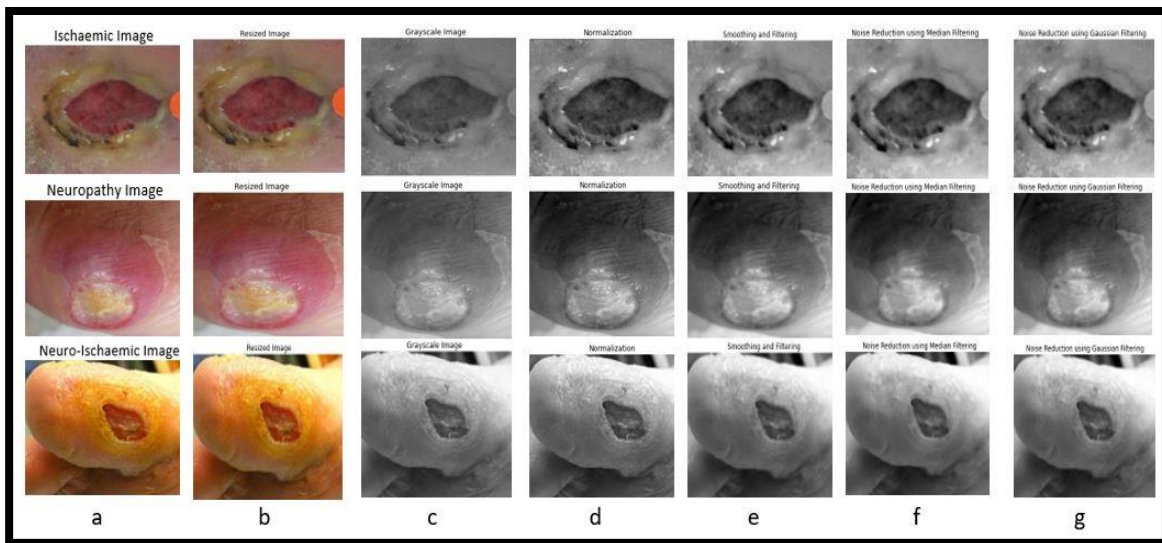 Ischaemic Image
Resized Image
Grayscale Image
Normalization
Smoothing and Filtering
Noise Reduction using Median Filtering
Noise Reduction using Gaussian Filtering
Neuropathy Image
Resized Image
Grayscale Image
Normalization
Smoothing and Filtering
Noise Reduction using Median Filtering
Noise Reduction using Gaussian Filtering
Neuro-Ischaemic Image
Resized Image
Grayscale Image
Normalization
Smoothing and Filtering
Noise Reduction using Median Filtering
Noise Reduction using Gaussian Filtering
a
b
c
d
e
f
g